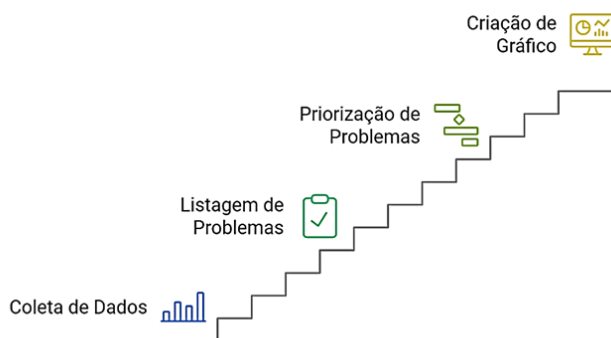 Criação de
Gráfico
Priorização de
Problemas
Listagem de
Problemas
Coleta de Dados